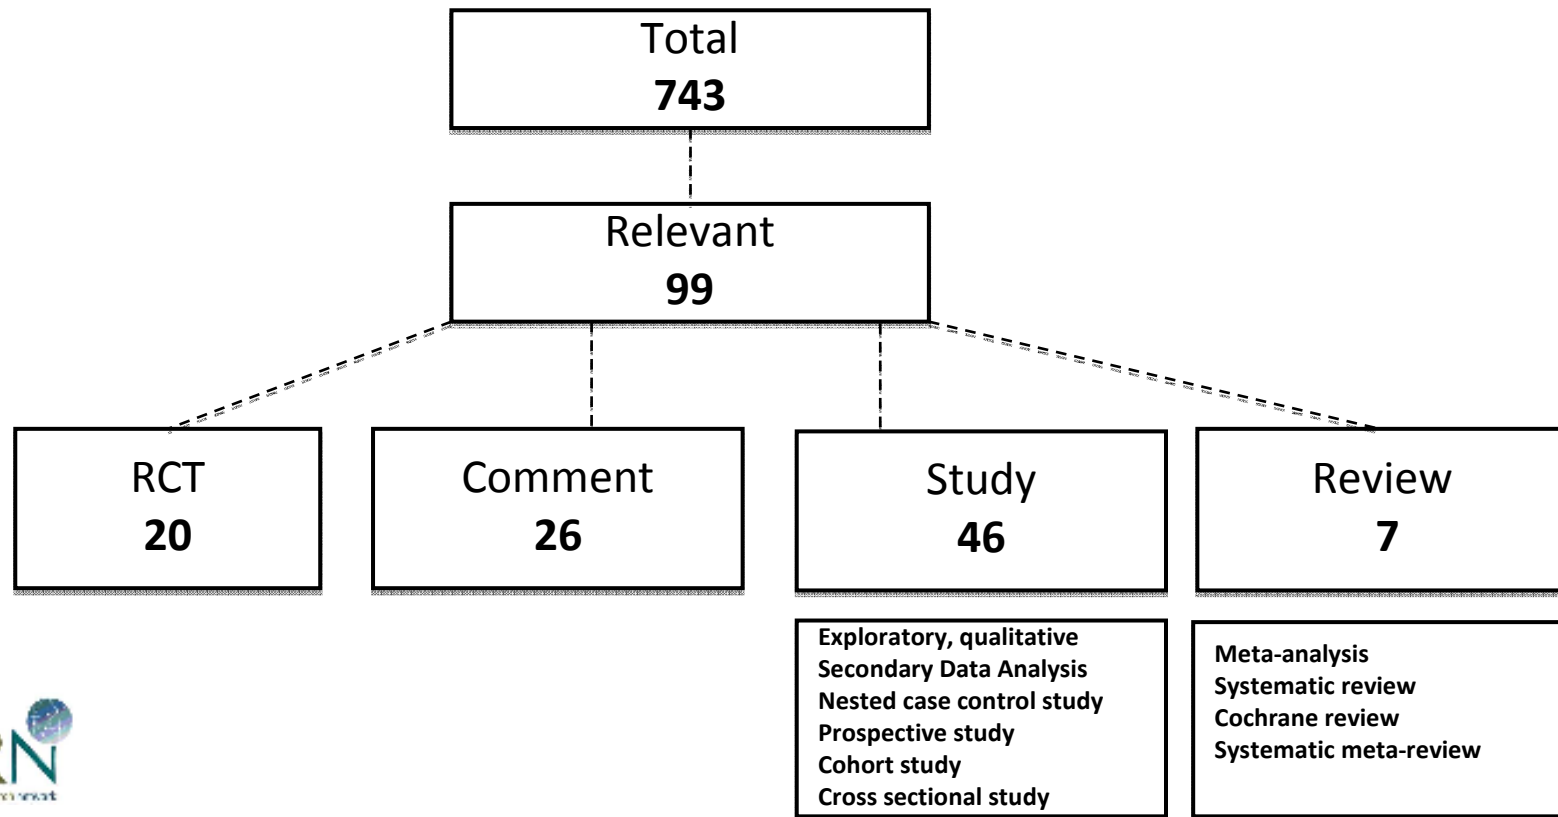 Total
743
Relevant
99
RCT
20
Comment
26
Study
46
Review
7
Exploratory, qualitative
Secondary Data Analysis
Nested case control study
Prospective study
Cohort study
Cross sectional study
Meta-analysis
Systematic review
Cochrane review
Systematic meta-review
RN